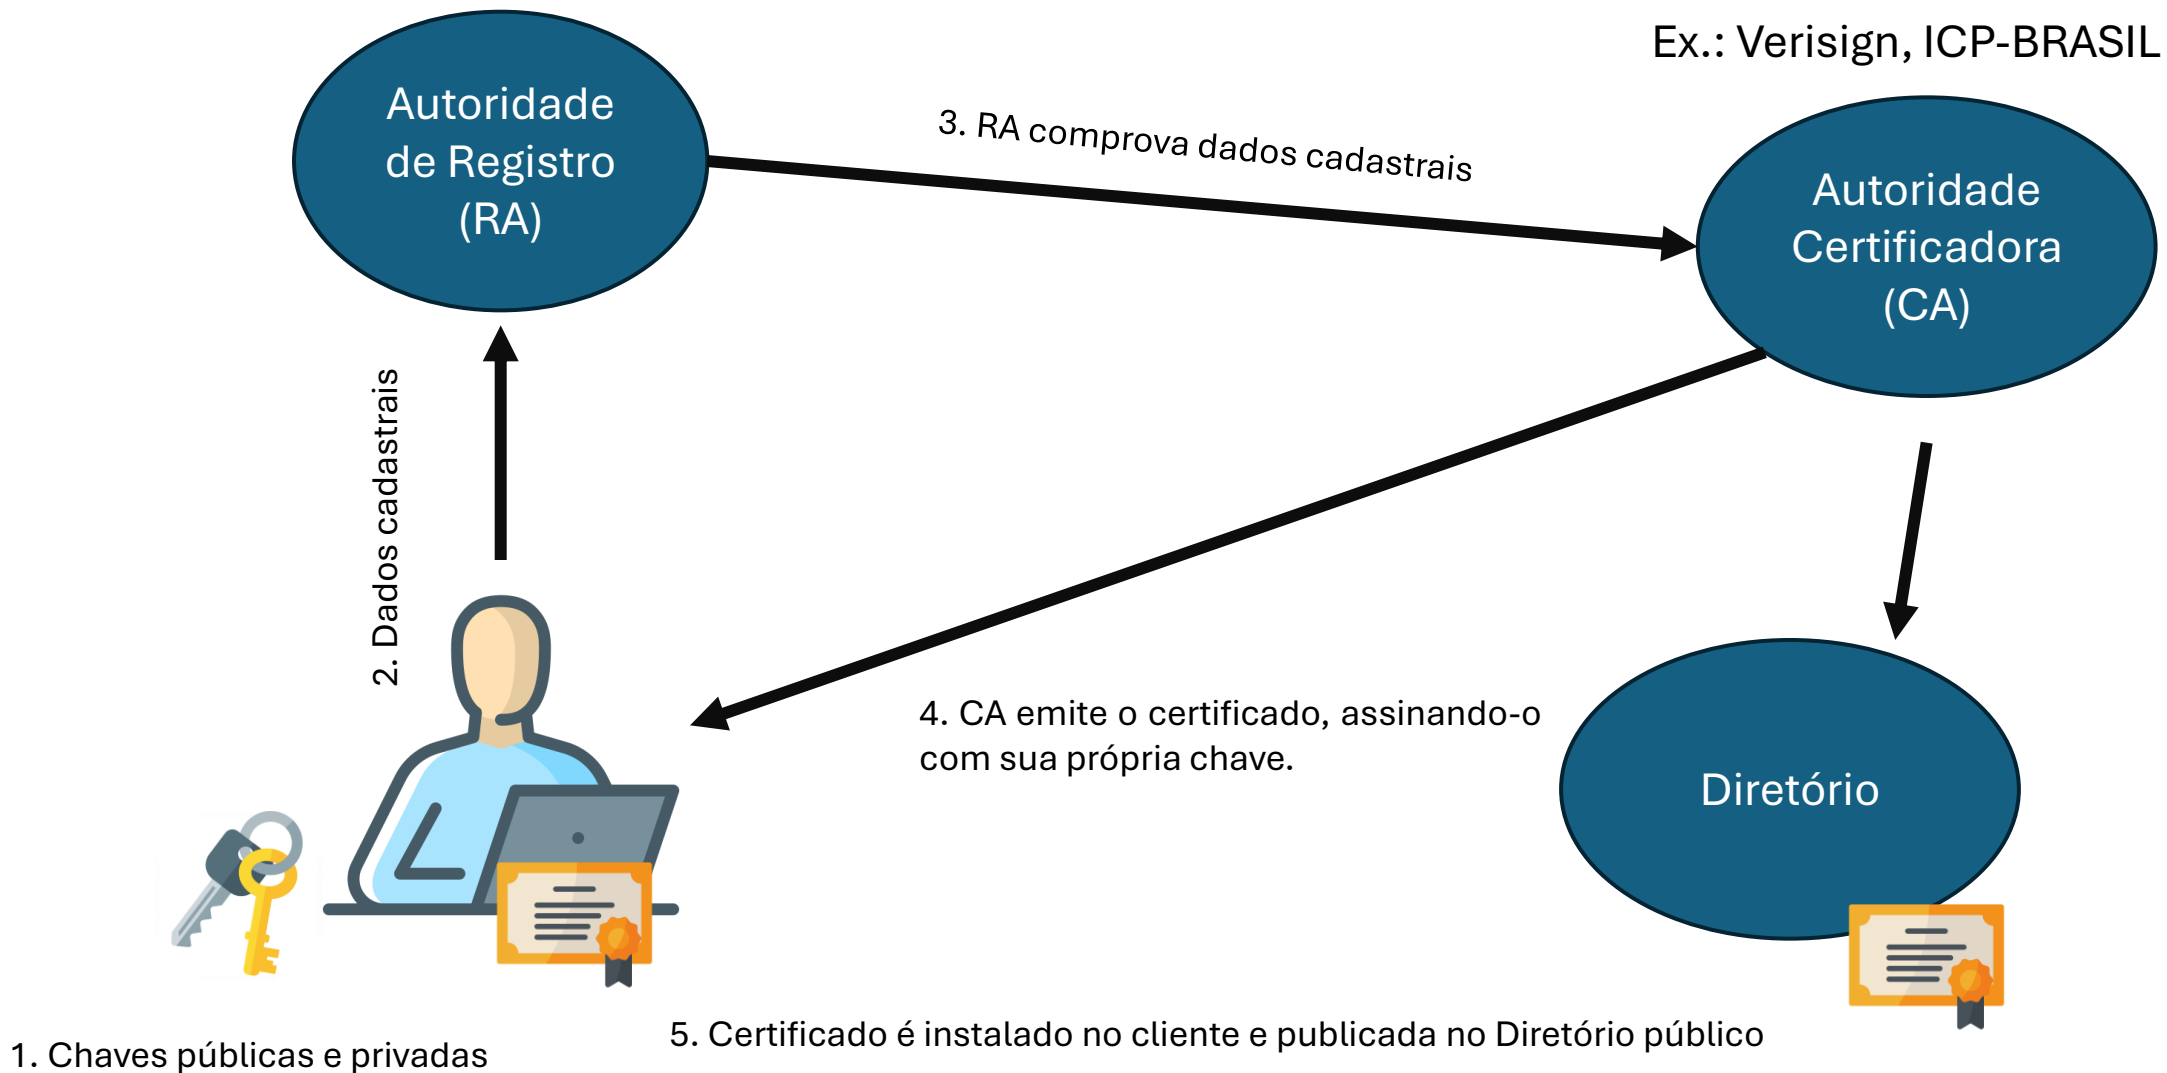 Ex.: Verisign, ICP-BRASIL
Autoridade
de Registro
(RA)
3. RA comprova dados cadastrais
Autoridade
Certificadora
(CA)
2. Dados cadastrais
4. CA emite o certificado, assinando-o
com sua própria chave.
Diretório
5. Certificado é instalado no cliente e publicada no Diretório público
1. Chaves públicas e privadas